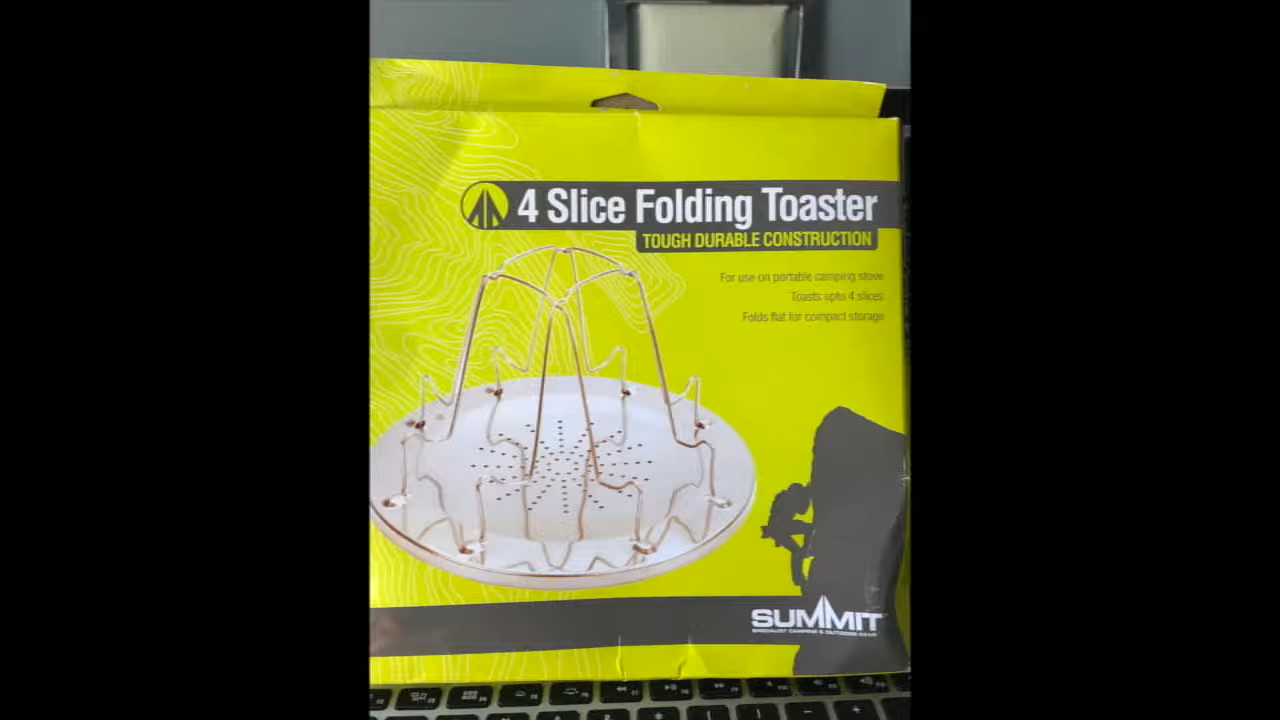 4 Slice Folding Toaster
TOUGH DURABLE CONSTRUCTION
For use on portable camping stove
Toasts upto 4 slices
Folds flat for compact storage
SUMMIT
SPECIALIST CAMPING & OUTDOOR GEAR